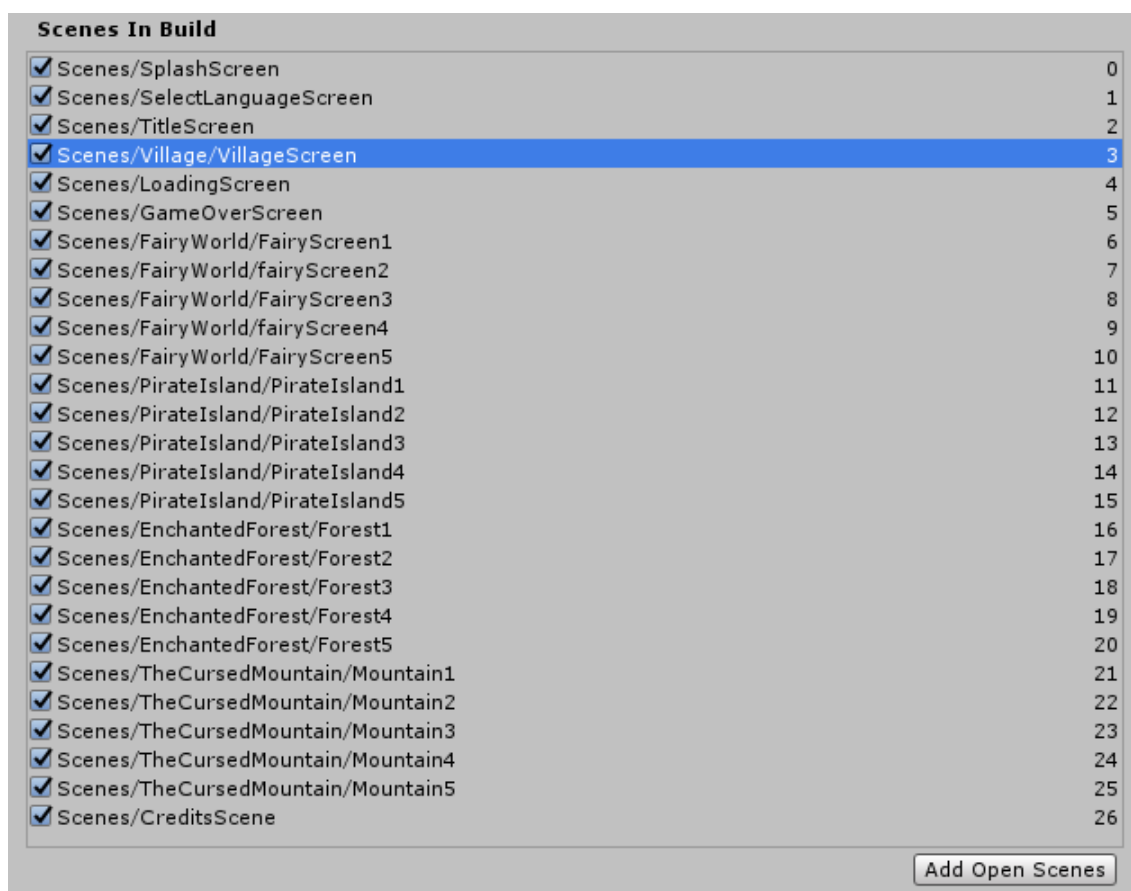 Scenes In Build
Scenes/SplashScreen 0
Scenes/SelectLanguageScreen 1
Scenes/TitleScreen 2
Scenes/Village/VillageScreen 3
Scenes/LoadingScreen 4
Scenes/GameOverScreen 5
Scenes/FairyWorld/FairyScreen1 6
Scenes/FairyWorld/fairyScreen2 7
Scenes/FairyWorld/FairyScreen3 8
Scenes/FairyWorld/fairyScreen4 9
Scenes/FairyWorld/FairyScreen5 10
Scenes/PirateIsland/PirateIsland1 11
Scenes/PirateIsland/PirateIsland2 12
Scenes/PirateIsland/PirateIsland3 13
Scenes/PirateIsland/PirateIsland4 14
Scenes/PirateIsland/PirateIsland5 15
Scenes/EnchantedForest/Forest1 16
Scenes/EnchantedForest/Forest2 17
Scenes/EnchantedForest/Forest3 18
Scenes/EnchantedForest/Forest4 19
Scenes/EnchantedForest/Forest5 20
Scenes/TheCursedMountain/Mountain1 21
Scenes/TheCursedMountain/Mountain2 22
Scenes/TheCursedMountain/Mountain3 23
Scenes/TheCursedMountain/Mountain4 24
Scenes/TheCursedMountain/Mountain5 25
Scenes/CreditsScene 26
Add Open Scenes